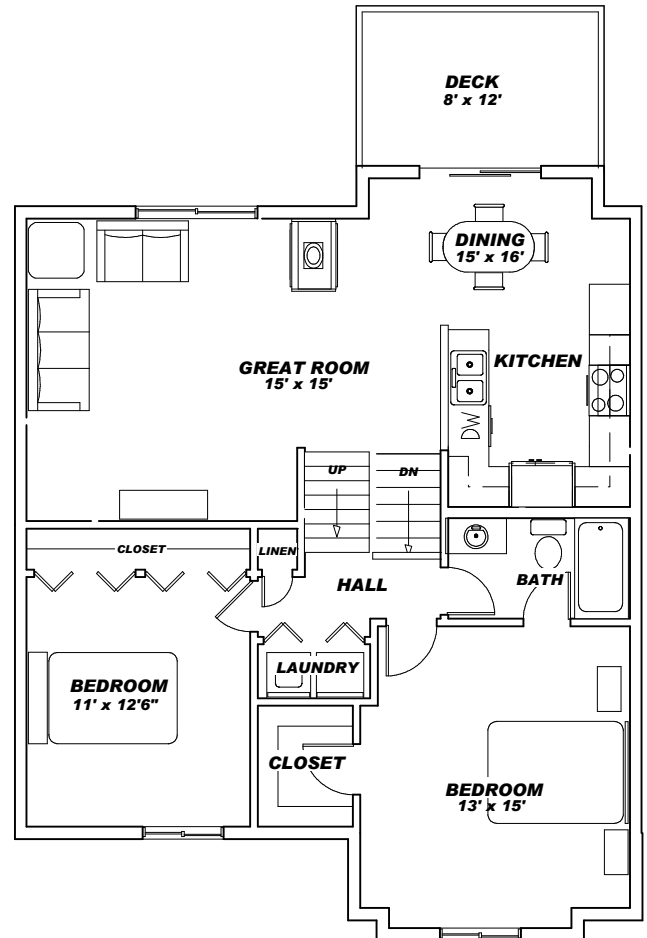 DECK
8' x 12'
DINING
15' x 16'
KITCHEN
GREAT ROOM
15' x 15'
DW
UP
DN
CLOSET
LINEN
HALL
BATH
LAUNDRY
BEDROOM
11' x 12'6"
CLOSET
BEDROOM
13' x 15'